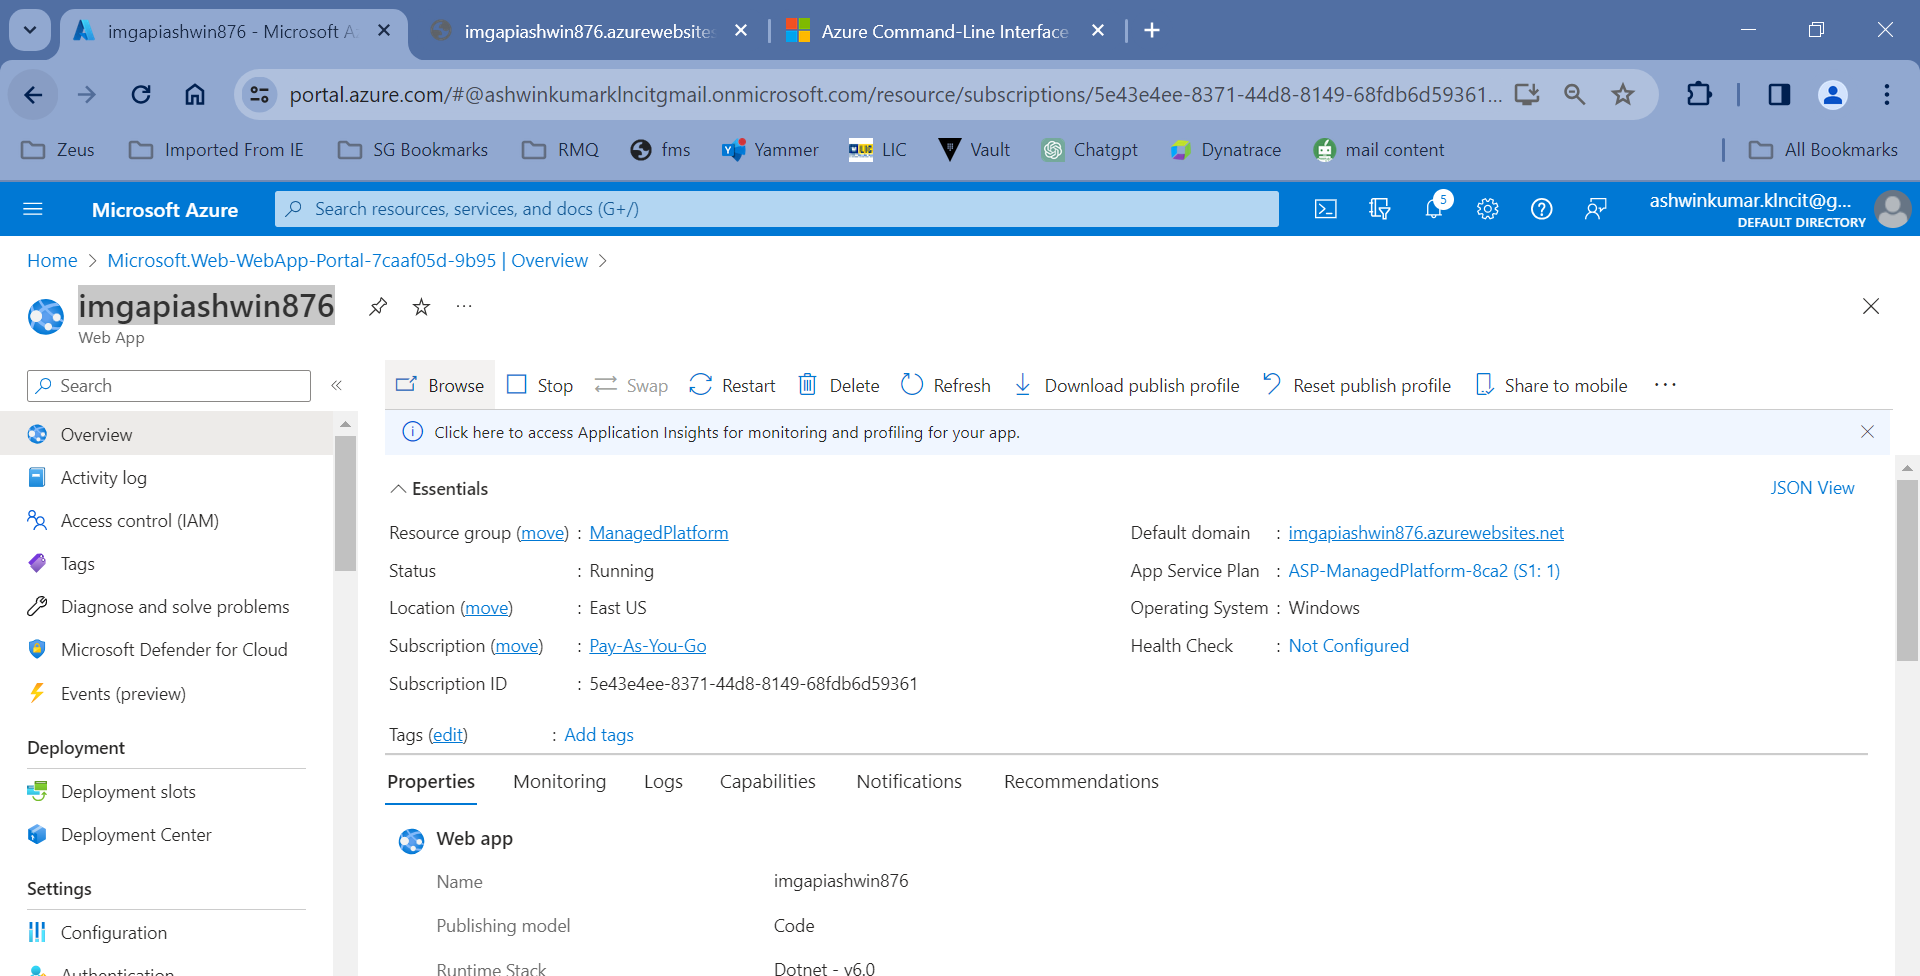 imgapiashwin876 - Microsoft A
imgapiashwin876.azurewebsites
Azure Command-Line Interface
portal.azure.com/#@ashwinkumarklncitgmail.onmicrosoft.com/resource/subscriptions/5e43e4ee-8371-44d8-8149-68fdb6d59361...
Zeus
Imported From IE
SG Bookmarks
RMQ
fms
Yammer
LIC
Vault
Chatgpt
Dynatrace
mail content
All Bookmarks
Microsoft Azure
Search resources, services, and docs (G+/)
5
ashwinkumar.klncit@g...
DEFAULT DIRECTORY
Home > Microsoft.Web-WebApp-Portal-7caaf05d-9b95 | Overview >
imgapiashwin876
Web App
Search
«
Overview
Activity log
Access control (IAM)
Tags
Diagnose and solve problems
Microsoft Defender for Cloud
Events (preview)
Deployment
Deployment slots
Deployment Center
Settings
Configuration
Authentication
Browse
Stop
Swap
Restart
Delete
Refresh
Download publish profile
Reset publish profile
Share to mobile
...
Click here to access Application Insights for monitoring and profiling for your app.
Essentials
JSON View
Resource group (move) : ManagedPlatform
Status : Running
Location (move) : East US
Subscription (move) : Pay-As-You-Go
Subscription ID : 5e43e4ee-8371-44d8-8149-68fdb6d59361
Default domain : imgapiashwin876.azurewebsites.net
App Service Plan : ASP-ManagedPlatform-8ca2 (S1: 1)
Operating System : Windows
Health Check : Not Configured
Tags (edit) : Add tags
Properties
Monitoring
Logs
Capabilities
Notifications
Recommendations
Web app
Name imgapiashwin876
Publishing model Code
Runtime Stack Dotnet - v6.0